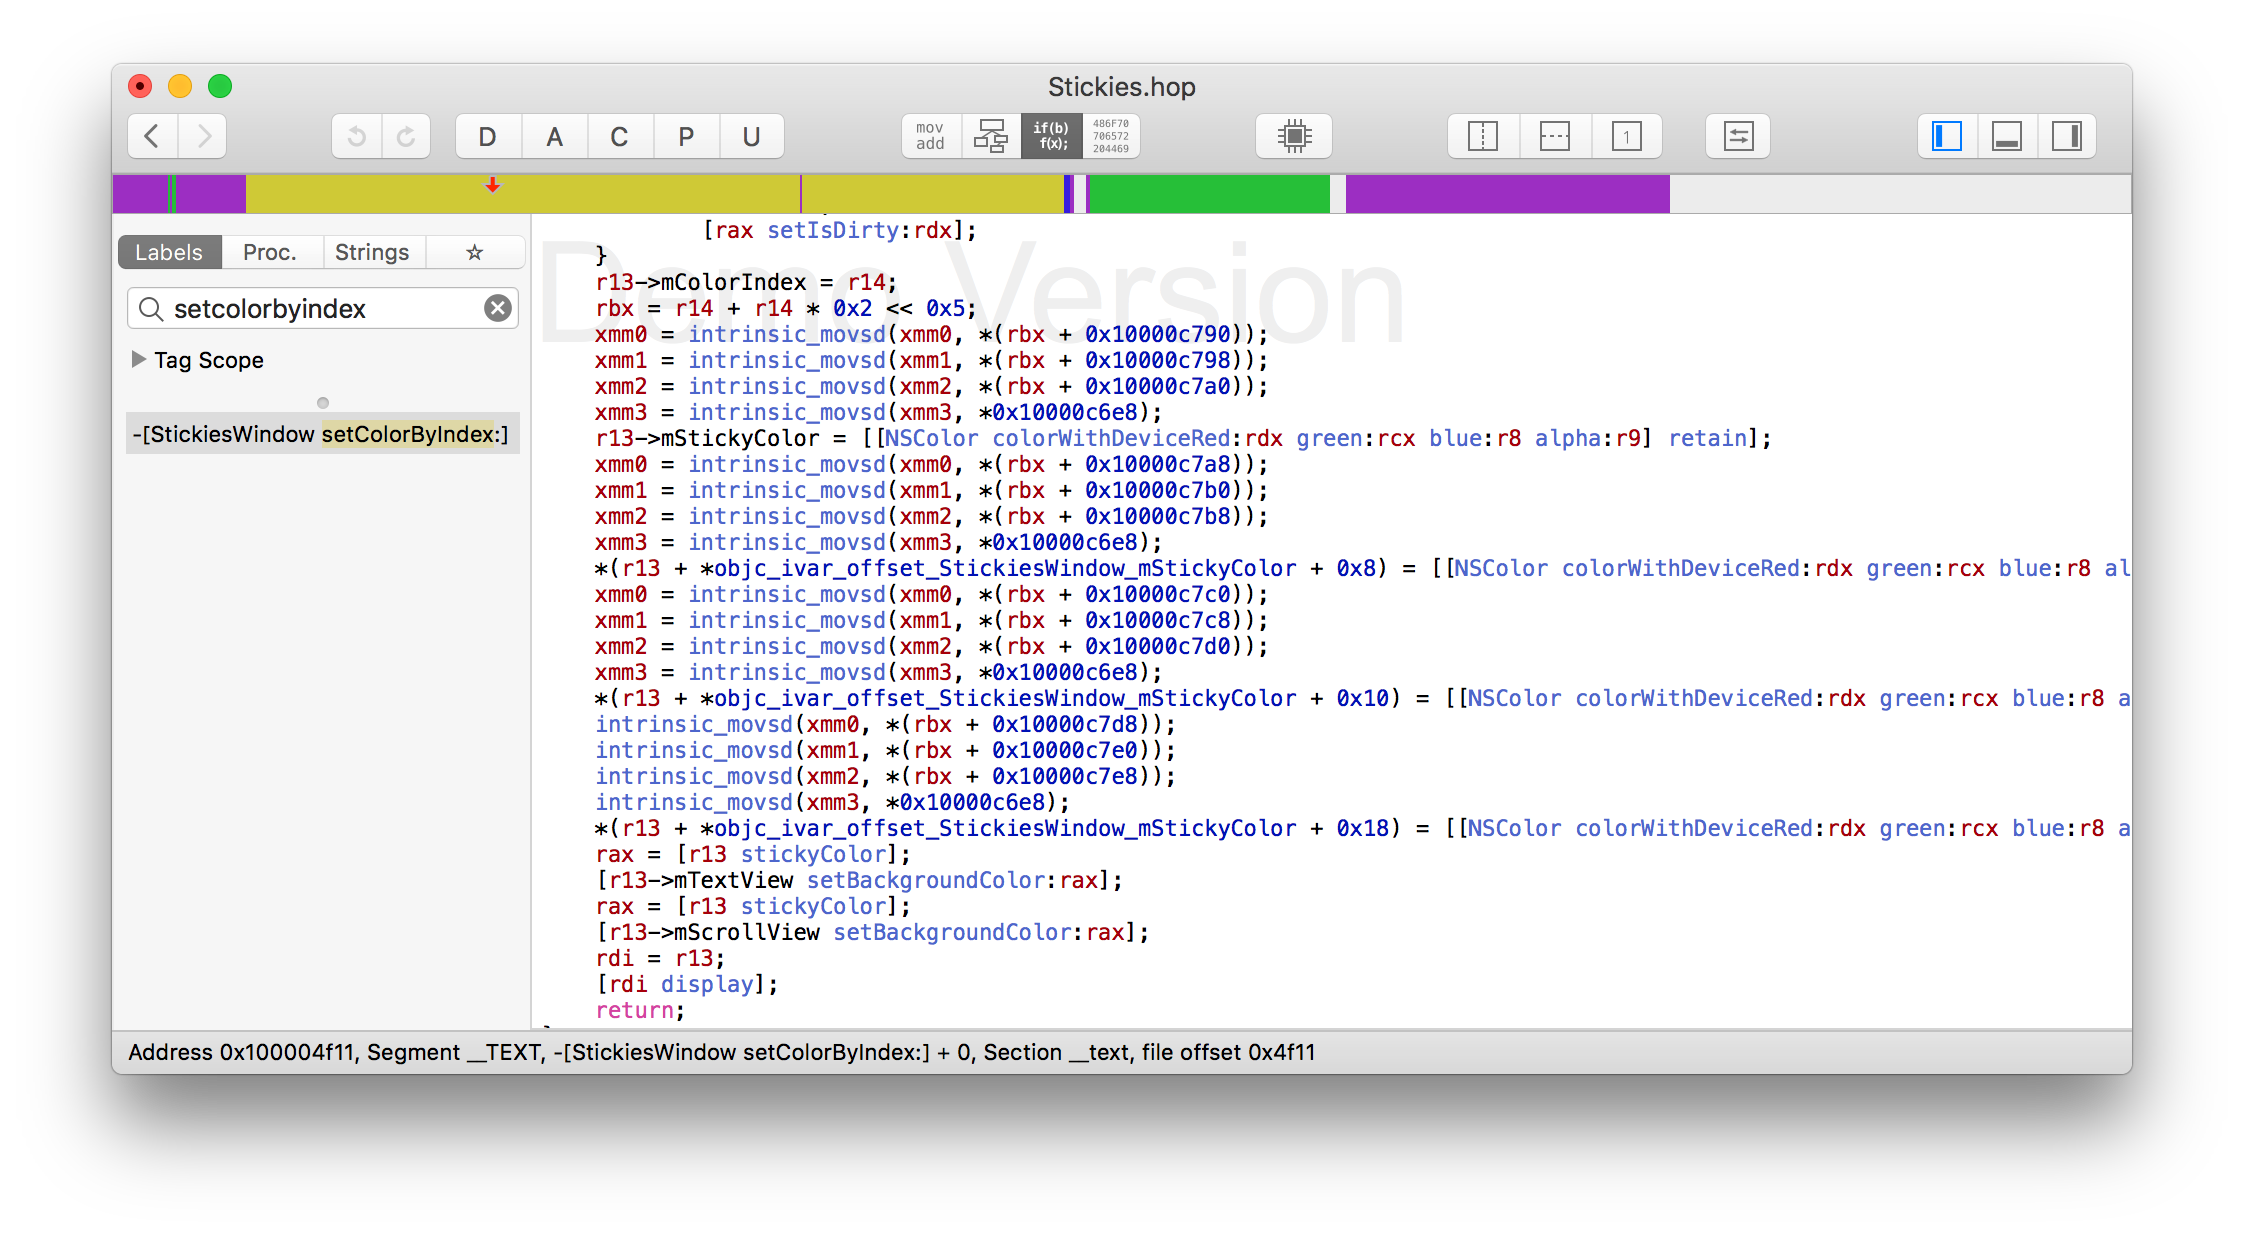 Stickies.hop
D A C P U mov add if(b) f(x); 486F70 706572 204469 1
Labels Proc. Strings ☆
setcolorbyindex
Tag Scope
-[StickiesWindow setColorByIndex:]
Demo Version
[rax setIsDirty:rdx];
}
r13->mColorIndex = r14;
rbx = r14 + r14 * 0x2 << 0x5;
xmm0 = intrinsic_movsd(xmm0, *(rbx + 0x10000c790));
xmm1 = intrinsic_movsd(xmm1, *(rbx + 0x10000c798));
xmm2 = intrinsic_movsd(xmm2, *(rbx + 0x10000c7a0));
xmm3 = intrinsic_movsd(xmm3, *0x10000c6e8);
r13->mStickyColor = [[NSColor colorWithDeviceRed:rdx green:rcx blue:r8 alpha:r9] retain];
xmm0 = intrinsic_movsd(xmm0, *(rbx + 0x10000c7a8));
xmm1 = intrinsic_movsd(xmm1, *(rbx + 0x10000c7b0));
xmm2 = intrinsic_movsd(xmm2, *(rbx + 0x10000c7b8));
xmm3 = intrinsic_movsd(xmm3, *0x10000c6e8);
*(r13 + *objc_ivar_offset_StickiesWindow_mStickyColor + 0x8) = [[NSColor colorWithDeviceRed:rdx green:rcx blue:r8 al
xmm0 = intrinsic_movsd(xmm0, *(rbx + 0x10000c7c0));
xmm1 = intrinsic_movsd(xmm1, *(rbx + 0x10000c7c8));
xmm2 = intrinsic_movsd(xmm2, *(rbx + 0x10000c7d0));
xmm3 = intrinsic_movsd(xmm3, *0x10000c6e8);
*(r13 + *objc_ivar_offset_StickiesWindow_mStickyColor + 0x10) = [[NSColor colorWithDeviceRed:rdx green:rcx blue:r8 a
intrinsic_movsd(xmm0, *(rbx + 0x10000c7d8));
intrinsic_movsd(xmm1, *(rbx + 0x10000c7e0));
intrinsic_movsd(xmm2, *(rbx + 0x10000c7e8));
intrinsic_movsd(xmm3, *0x10000c6e8);
*(r13 + *objc_ivar_offset_StickiesWindow_mStickyColor + 0x18) = [[NSColor colorWithDeviceRed:rdx green:rcx blue:r8 a
rax = [r13 stickyColor];
[r13->mTextView setBackgroundColor:rax];
rax = [r13 stickyColor];
[r13->mScrollView setBackgroundColor:rax];
rdi = r13;
[rdi display];
return;
Address 0x100004f11, Segment __TEXT, -[StickiesWindow setColorByIndex:] + 0, Section __text, file offset 0x4f11